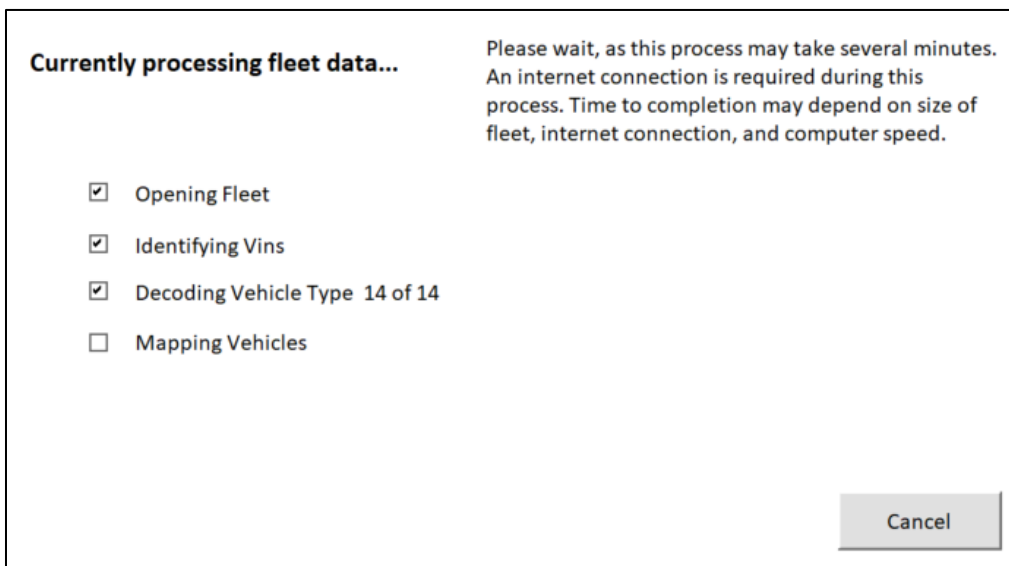 Currently processing fleet data...
Please wait, as this process may take several minutes.
An internet connection is required during this
process. Time to completion may depend on size of
fleet, internet connection, and computer speed.
Opening Fleet
Identifying Vins
Decoding Vehicle Type 14 of 14
Mapping Vehicles
Cancel